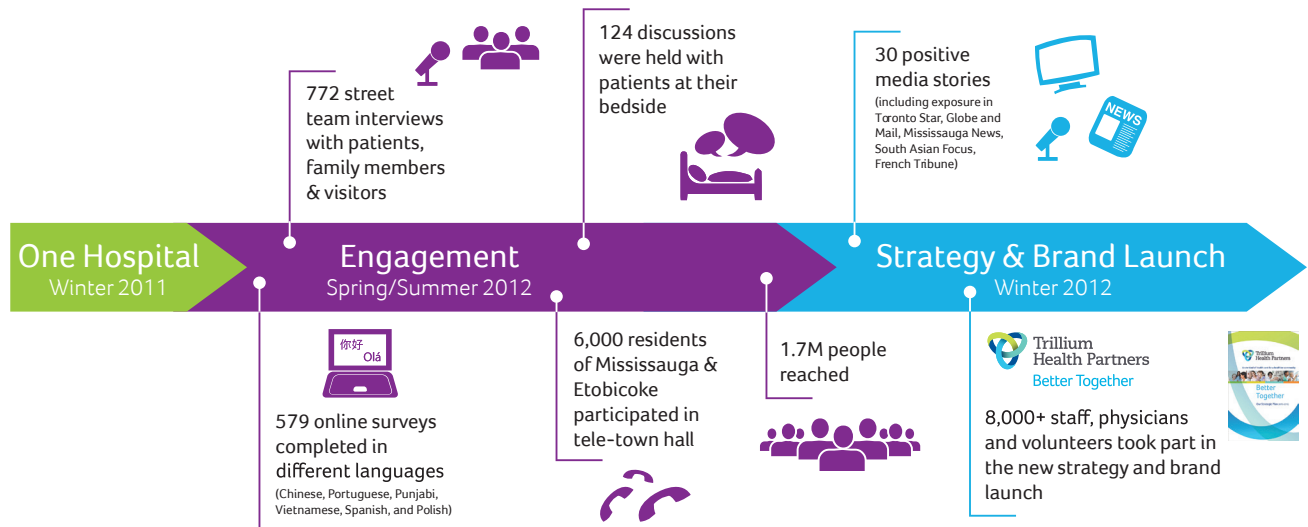 772 street
team interviews
with patients,
family members
& visitors
124 discussions
were held with
patients at their
bedside
30 positive
media stories
(including exposure in
Toronto Star, Globe and
Mail, Mississauga News,
South Asian Focus,
French Tribune)
NEWS
One Hospital
Winter 2011
Engagement
Spring/Summer 2012
Strategy & Brand Launch
Winter 2012
你好
Olá
579 online surveys
completed in
different languages
(Chinese, Portuguese, Punjabi,
Vietnamese, Spanish, and Polish)
6,000 residents
of Mississauga &
Etobicoke
participated in
tele-town hall
1.7M people
reached
Trillium
Health Partners
Better Together
8,000+ staff, physicians
and volunteers took part in
the new strategy and brand
launch
Trillium
Health Partners
Better
Together